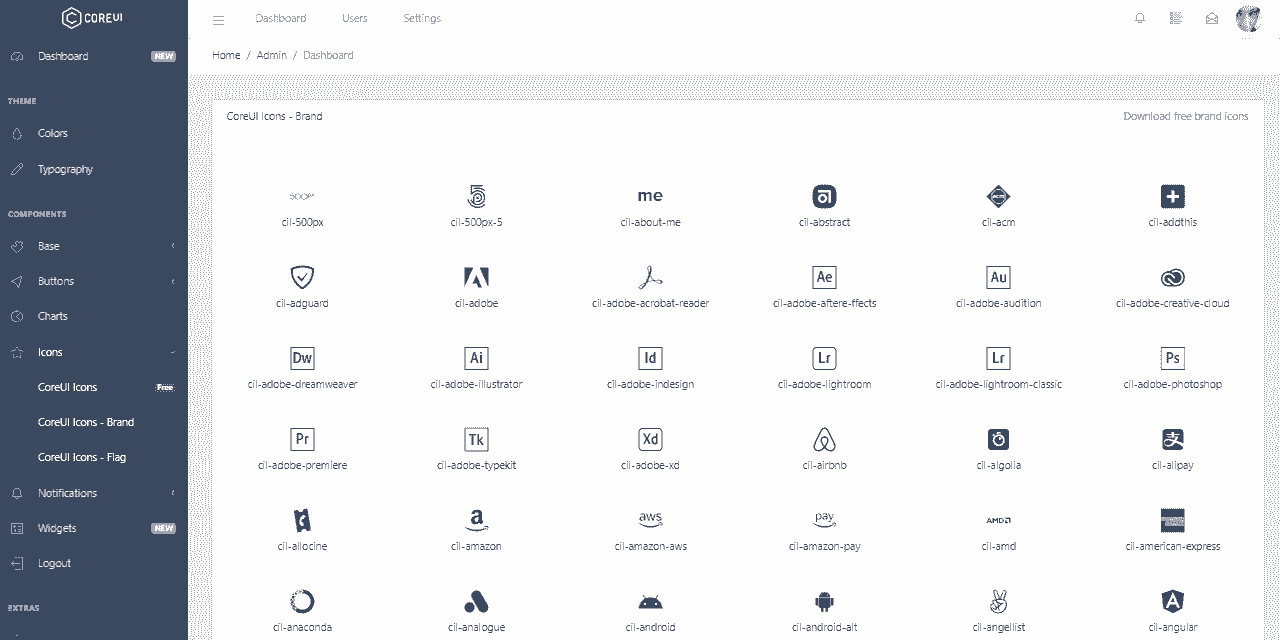 COREUI
Dashboard NEW
THEME
Colors
Typography
COMPONENTS
Base
Buttons
Charts
Icons
CoreUI Icons Free
CoreUI Icons - Brand
CoreUI Icons - Flag
Notifications
Widgets NEW
Logout
EXTRAS
Dashboard Users Settings
Home / Admin / Dashboard
CoreUI Icons - Brand Download free brand icons
500px 5 me a acm
cil-500px cil-500px-5 cil-about-me cil-abstract cil-acm cil-addthis
Ae Au
cil-adguard cil-adobe cil-adobe-acrobat-reader cil-adobe-aftere-ffects cil-adobe-audition cil-adobe-creative-cloud
Dw Ai Id Lr Lr Ps
cil-adobe-dreamweaver cil-adobe-illustrator cil-adobe-indesign cil-adobe-lightroom cil-adobe-lightroom-classic cil-adobe-photoshop
Pr Tk Xd 支
cil-adobe-premiere cil-adobe-typekit cil-adobe-xd cil-airbnb cil-algolia cil-alipay
a aws pay AMD
cil-allocine cil-amazon cil-amazon-aws cil-amazon-pay cil-amd cil-american-express
A
cil-anaconda cil-analogue cil-android cil-android-alt cil-angellist cil-angular